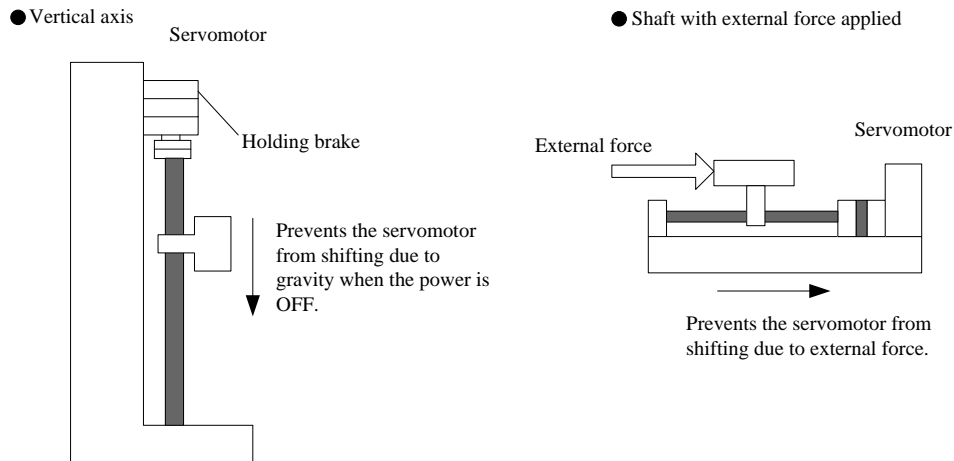 ● Vertical axis
Servomotor
Holding brake
Prevents the servomotor
from shifting due to
gravity when the power is
OFF.
● Shaft with external force applied
Servomotor
External force
Prevents the servomotor from
shifting due to external force.